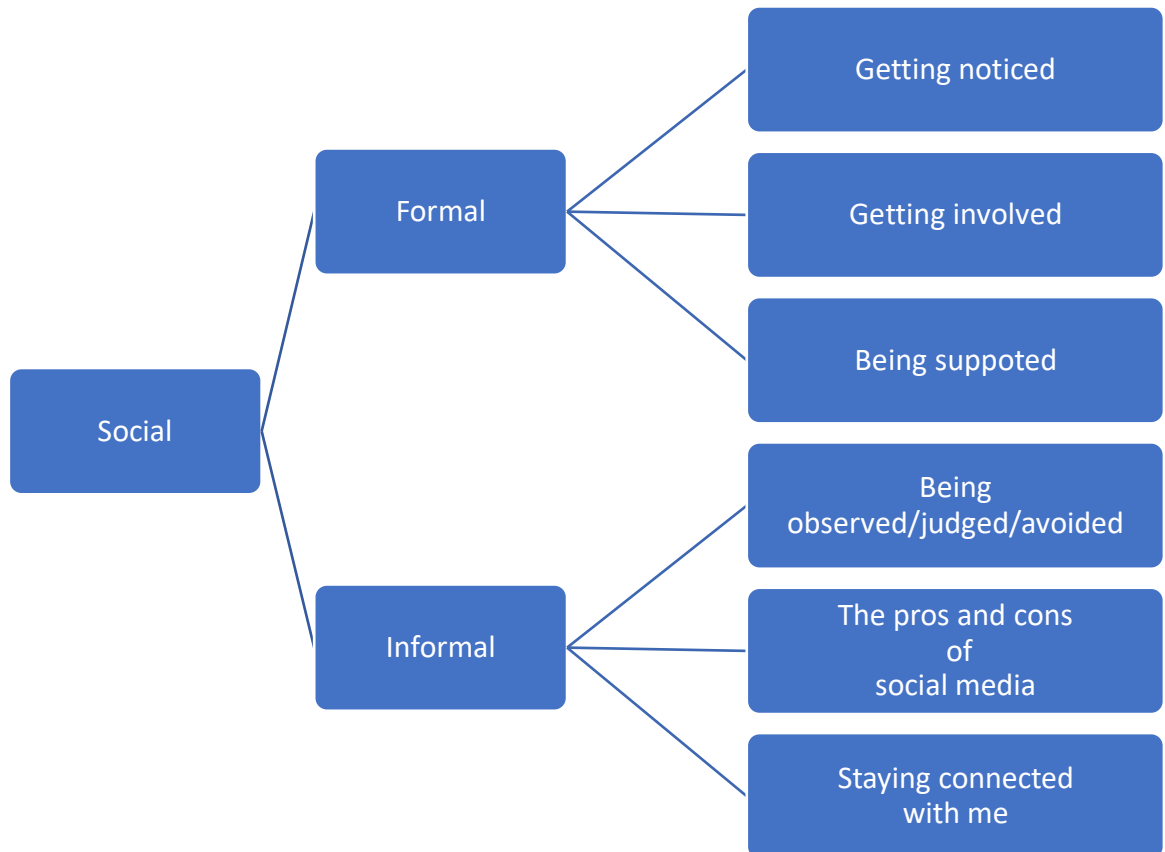 Social
Formal
Informal
Getting noticed
Getting involved
Being suppoted
Being
observed/judged/avoided
The pros and cons
of
social media
Staying connected
with me